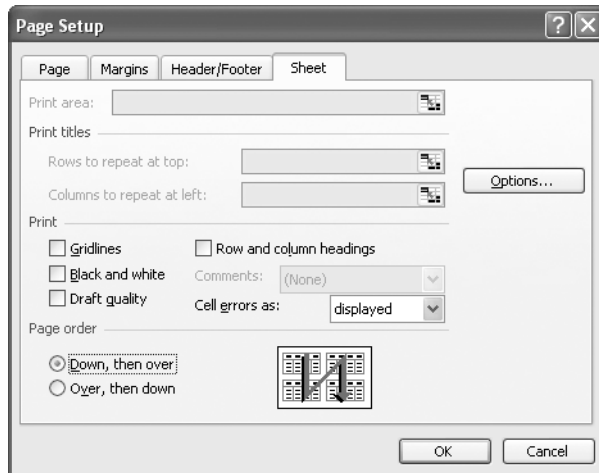 Page Setup
Page Margins Header/Footer Sheet
Print area:
Print titles
Rows to repeat at top:
Columns to repeat at left:
Options...
Print
Gridlines Row and column headings
Black and white Comments: (None)
Draft quality Cell errors as: displayed
Page order
Down, then over
Over, then down
OK Cancel